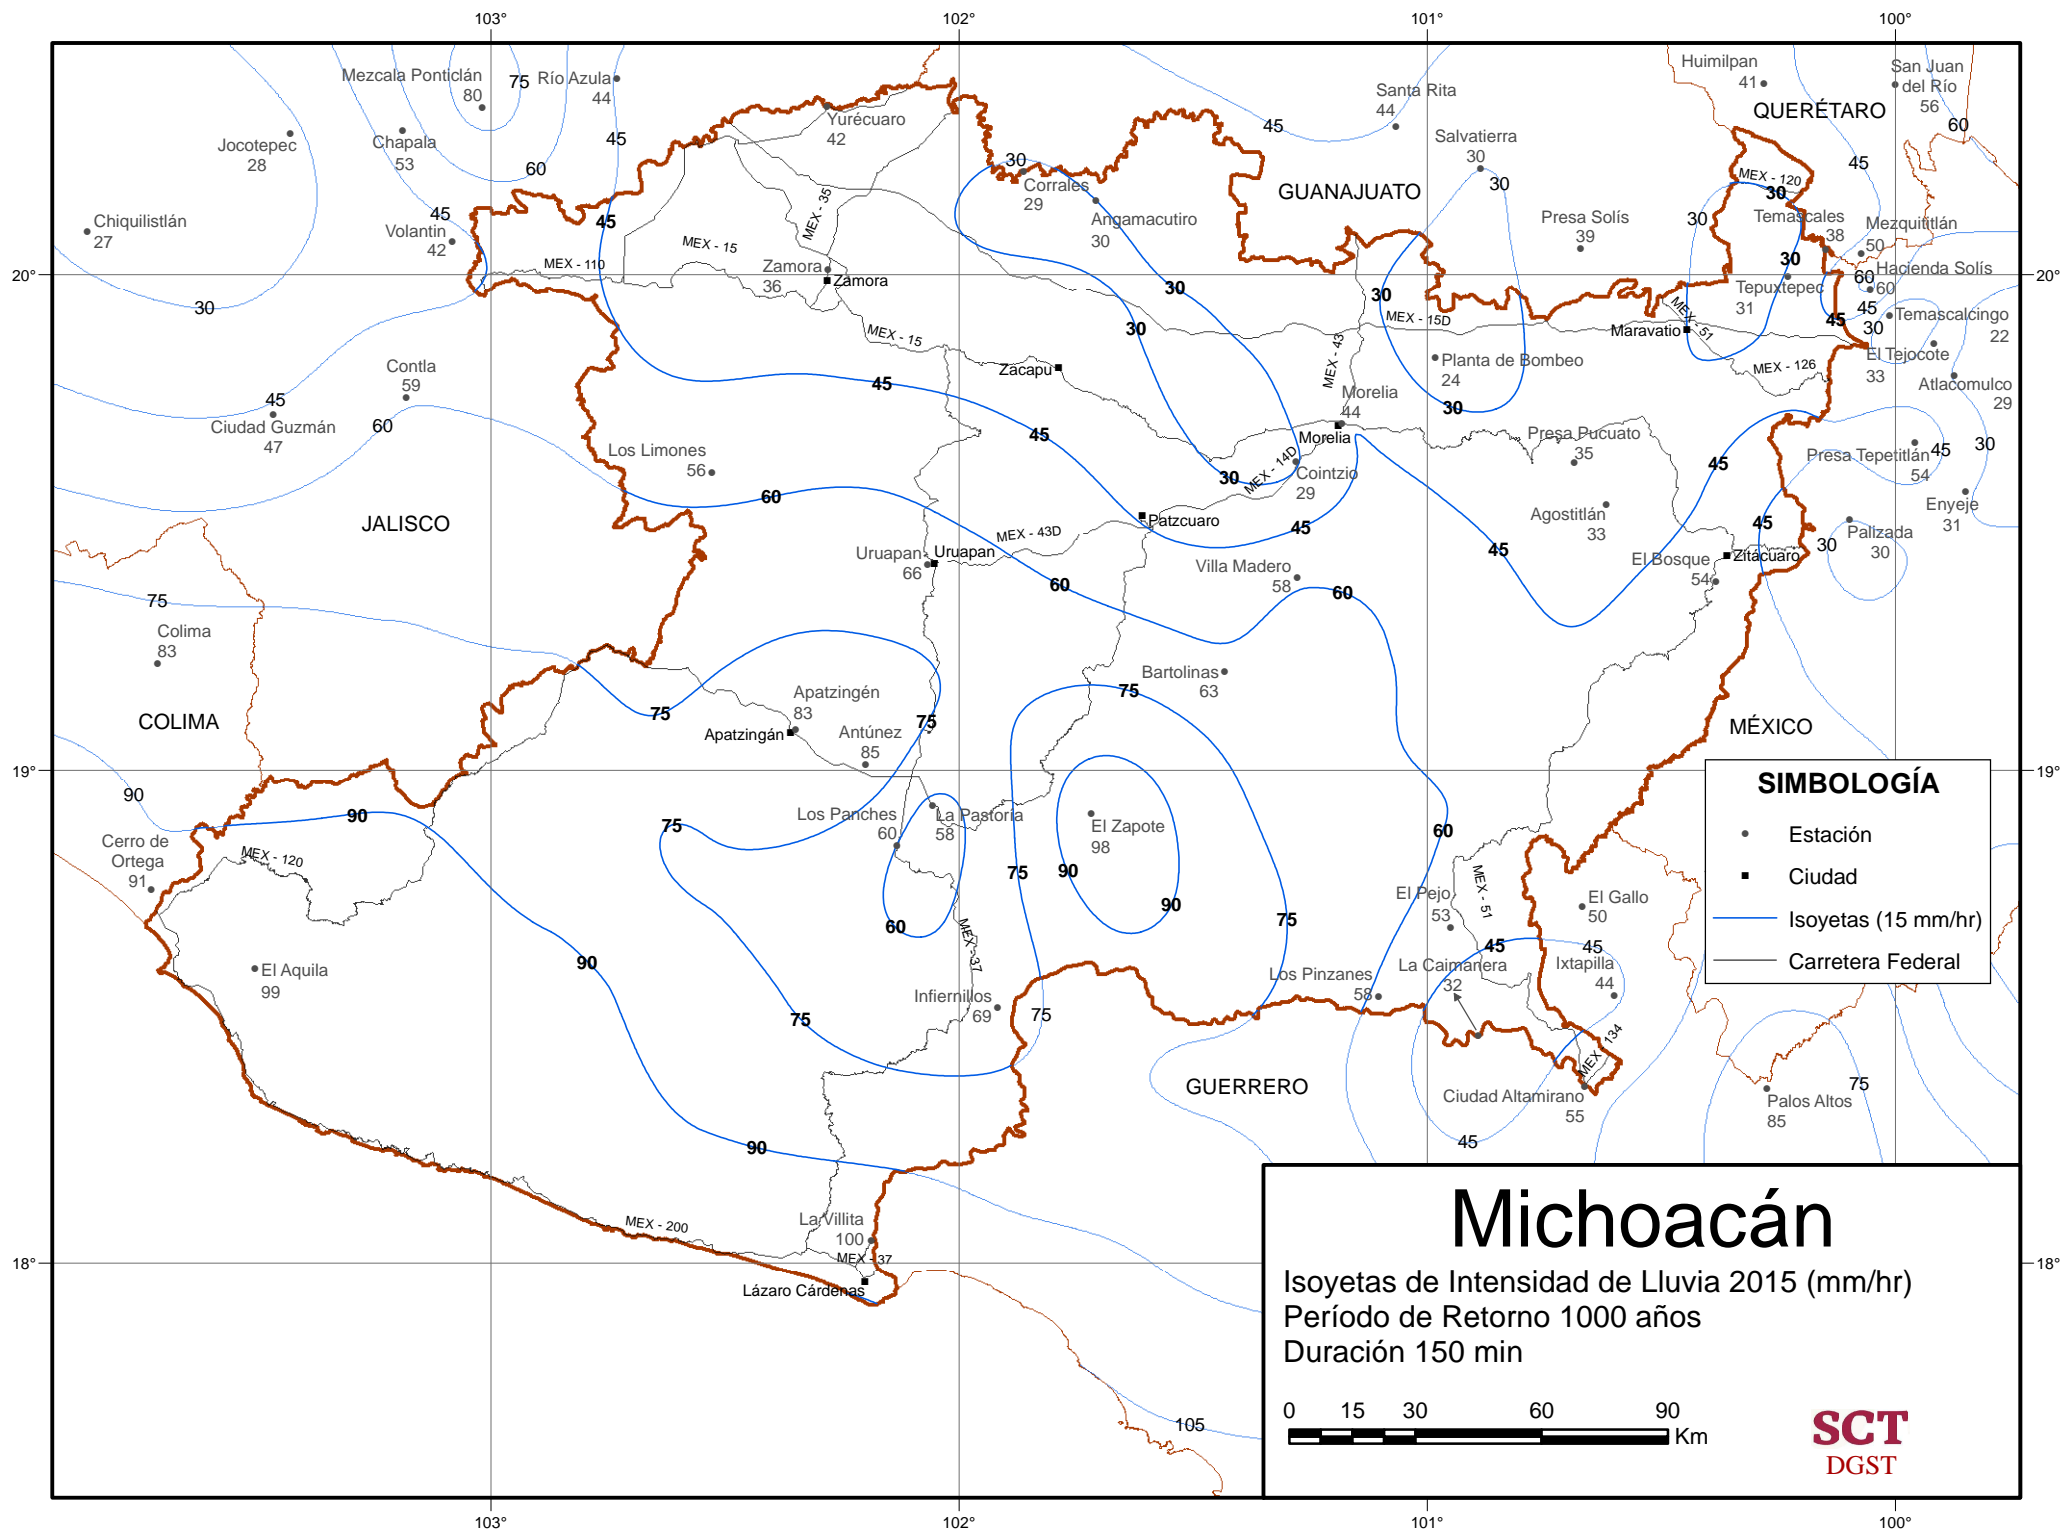 103°
102°
101°
100°
Mezcala Ponticlán
80
75
Río Azula
44
Jocotepec
28
Chapala
53
45
60
Yurécuaro
42
Santa Rita
44
45
Huimilpan
41
San Juan
del Río
56
QUERÉTARO
60
Salvatierra
30
30
45
Chiquilistlán
27
45
Volantin
42
45
30
Corrales
29
Angamacutiro
30
GUANAJUATO
MEX - 120
30
Presa Solís
39
30
Temascales
38
Mezquititlán
50
MEX - 35
MEX - 15
MEX - 110
Zamora
36
Zamora
20°
20°
30
60
Hacienda Solís
60
Tepuxtepec
31
30
30
30
30
MEX - 15
MEX - 15D
Maravatio
MEX - 51
45
45
30
Temascalcingo
22
El Tejocote
33
Contla
59
45
Ciudad Guzmán
47
60
45
Zacapu
MEX - 43
Planta de Bombeo
24
30
MEX - 126
Atlacomulco
29
Morelia
44
Morelia
45
Los Limones
56
60
30
MEX - 14D
Cointzio
29
Presa Pucuato
35
45
Presa Tepetitlán
54
45
30
JALISCO
Patzcuaro
45
MEX - 43D
Agostitlán
33
45
45
Enyeje
31
Palizada
30
30
Uruapan
66
Uruapan
60
Villa Madero
58
60
El Bosque
54
Zitácuaro
75
Colima
83
COLIMA
Bartolinas
63
75
75
75
Apatzingén
83
Apatzingán
Antúnez
85
MÉXICO
19°
19°
90
90
Cerro de
Ortega
91
MEX - 120
75
Los Panches
60
La Pastoría
58
El Zapote
98
60
75
90
90
75
60
El Pejo
53
MEX - 51
El Gallo
50
SIMBOLOGÍA
Estación
Ciudad
Isoyetas (15 mm/hr)
Carretera Federal
El Aquila
99
90
MEX - 37
45
45
La Caimanera
32
Ixtapilla
44
Los Pinzanes
58
Infiernillos
69
75
75
MEX - 134
GUERRERO
Ciudad Altamirano
55
75
Palos Altos
85
45
90
MEX - 200
La Villita
100
MEX - 37
Lázaro Cárdenas
18°
18°
105
Michoacán
Isoyetas de Intensidad de Lluvia 2015 (mm/hr)
Período de Retorno 1000 años
Duración 150 min
0 15 30 60 90
Km
SCT
DGST
103°
102°
101°
100°